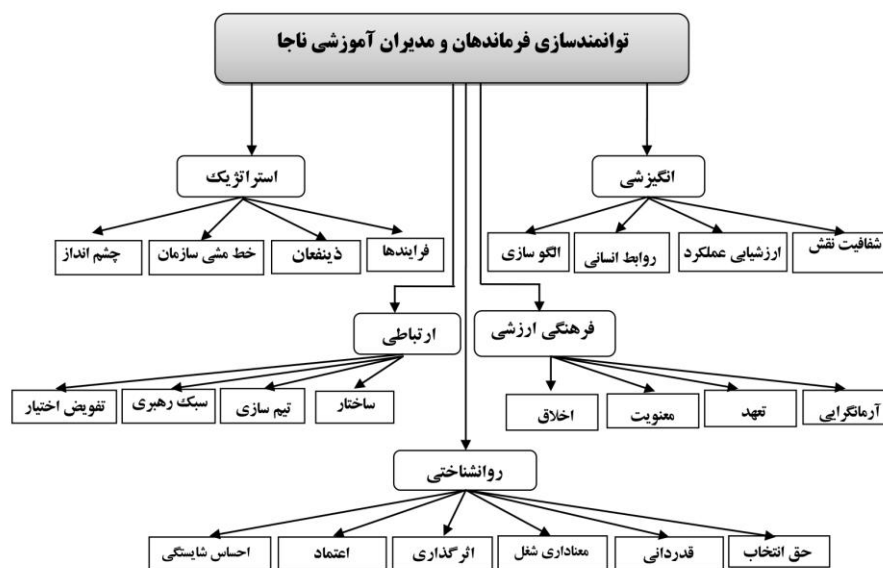 توانمندسازی فرماندهان و مدیران آموزشی ناجا
انگیزشی
استراتژیک
شفافیت نقش
ارزشیابی عملکرد
روابط انسانی
الگو سازی
فرایندها
ذینفعان
خط مشی سازمان
چشم انداز
فرهنگی ارزشی
ارتباطی
آرمانگرایی
تعهد
معنویت
اخلاق
ساختار
تیم سازی
سبک رهبری
تفویض اختیار
روانشناختی
حق انتخاب
قدردانی
معناداری شغل
اثرگذاری
اعتماد
احساس شایستگی